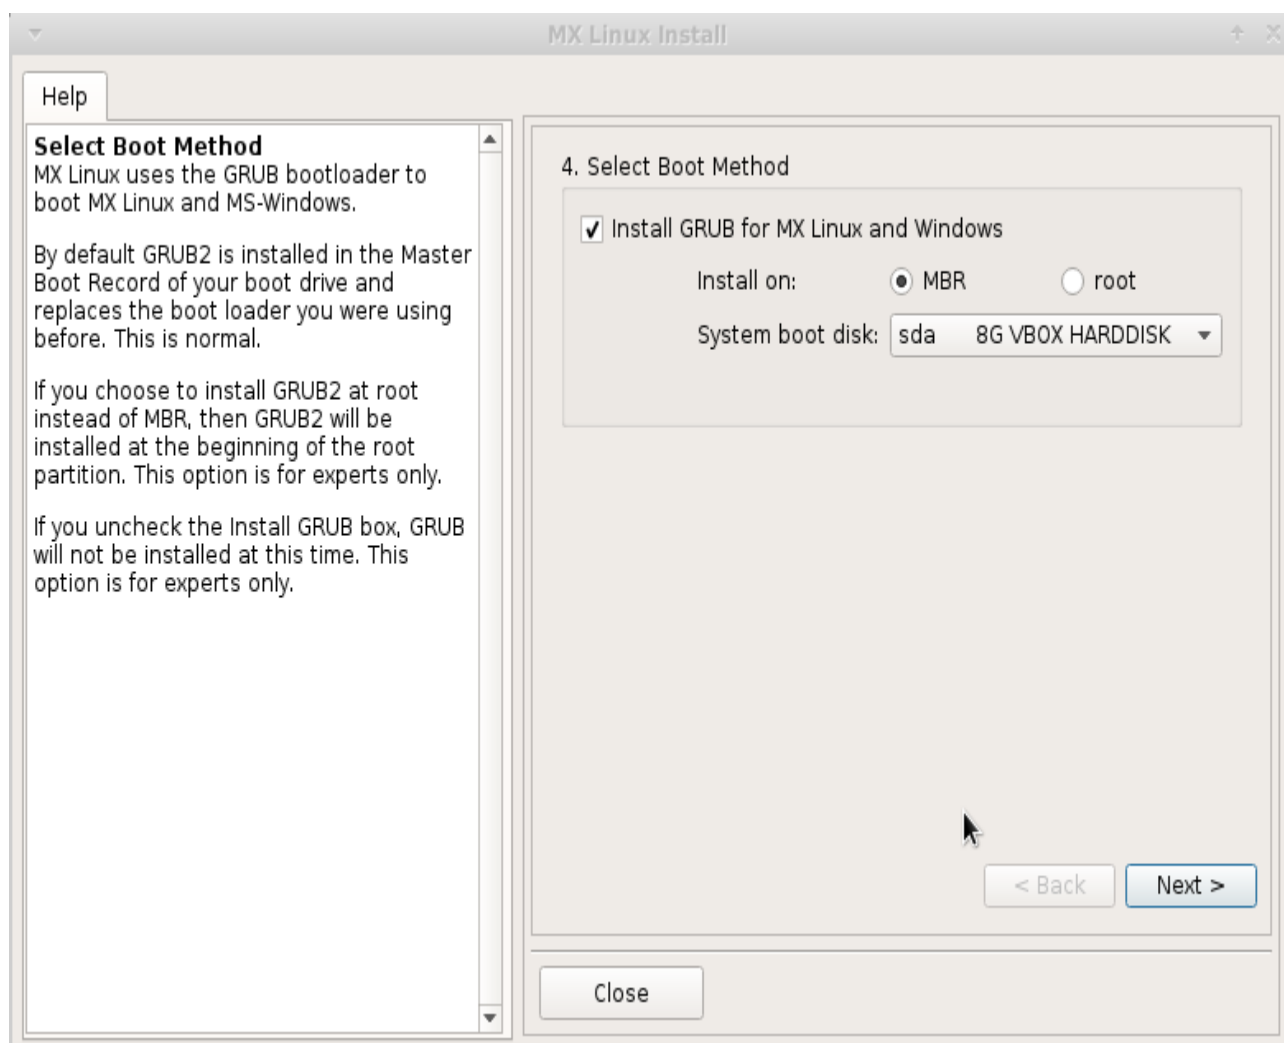 MX Linux Install
Help
Select Boot Method
MX Linux uses the GRUB bootloader to
boot MX Linux and MS-Windows.
By default GRUB2 is installed in the Master
Boot Record of your boot drive and
replaces the boot loader you were using
before. This is normal.
If you choose to install GRUB2 at root
instead of MBR, then GRUB2 will be
installed at the beginning of the root
partition. This option is for experts only.
If you uncheck the Install GRUB box, GRUB
will not be installed at this time. This
option is for experts only.
4. Select Boot Method
Install GRUB for MX Linux and Windows
Install on: MBR root
System boot disk: sda 8G VBOX HARDDISK
< Back Next >
Close